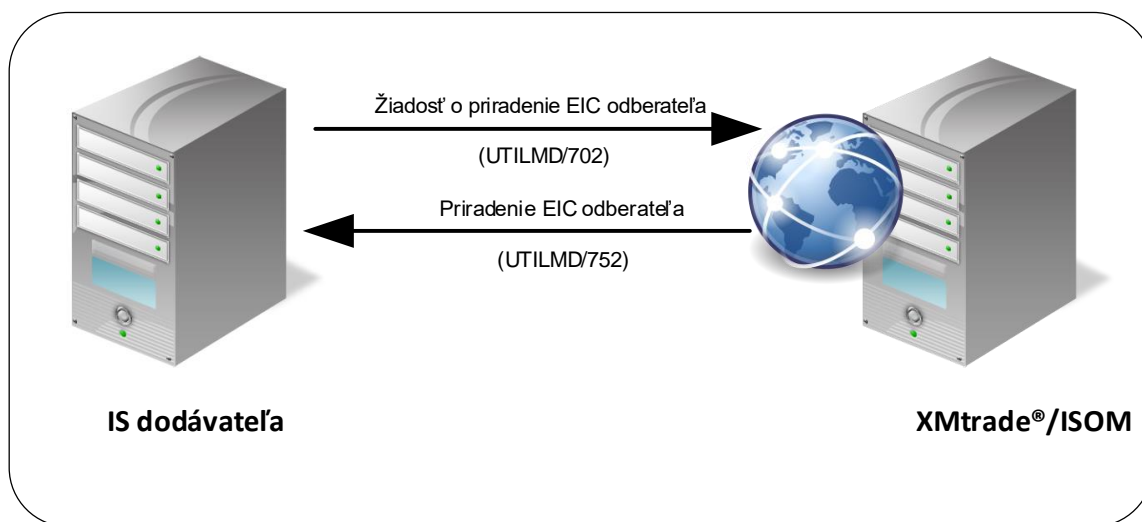 Žiadosť o priradenie EIC odberateľa
(UTILMD/702)
Priradenie EIC odberateľa
(UTILMD/752)
IS dodávateľa
XMtrade®/ISOM